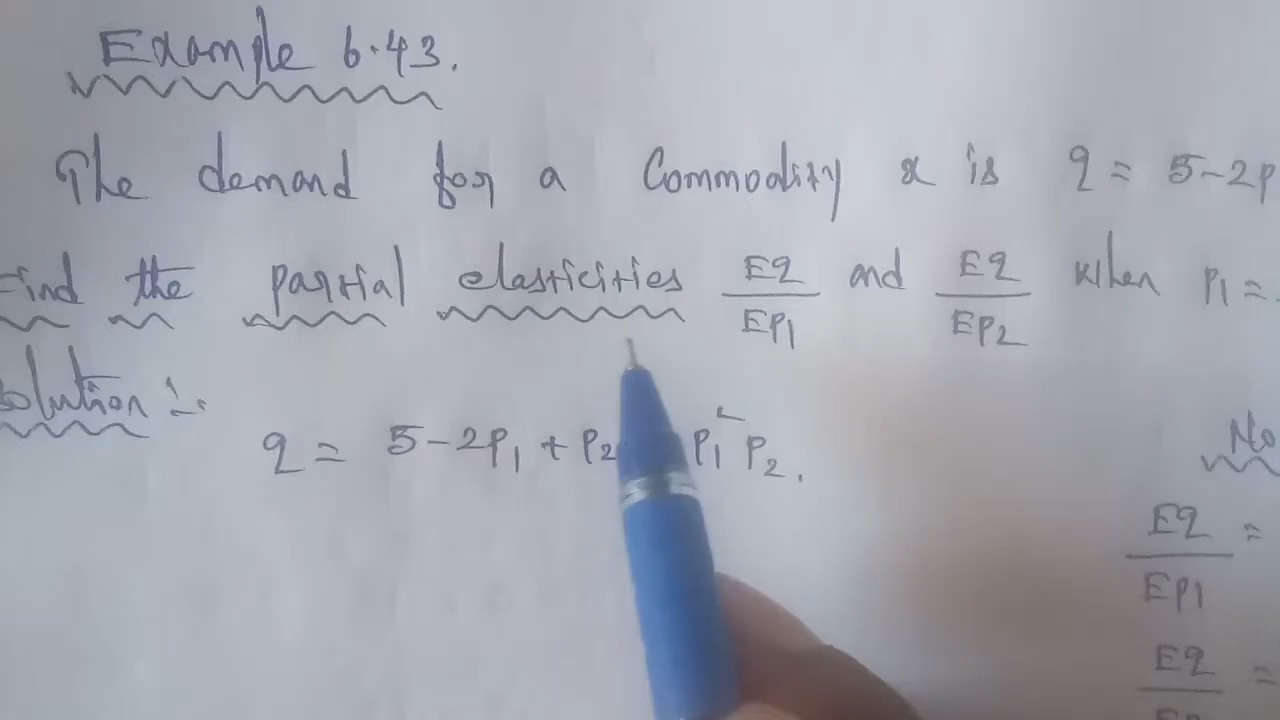 Example 6.43.
The demand for a Commodity x is q = 5-2p
Find the partial elasticities Eq/Ep1 and Eq/Ep2 when p1 =
Solution :-
q = 5-2p1 + p2 p1² p2.
No
Eq/Ep1 =
Eq =